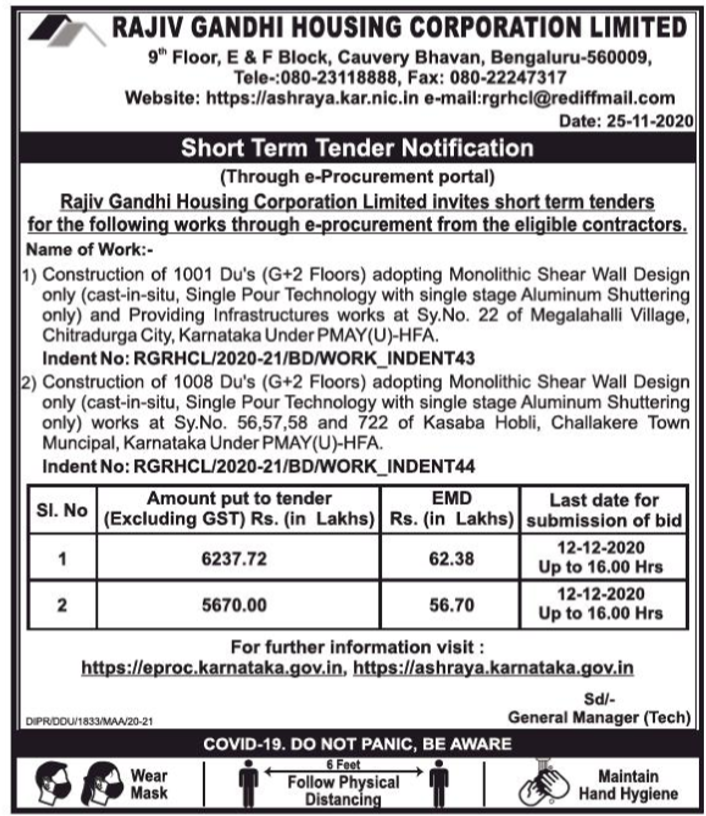 RAJIV GANDHI HOUSING CORPORATION LIMITED
9th Floor, E & F Block, Cauvery Bhavan, Bengaluru-560009,
Tele-:080-23118888, Fax: 080-22247317
Website: https://ashraya.kar.nic.in e-mail:rgrhcl@rediffmail.com
Date: 25-11-2020
Short Term Tender Notification
(Through e-Procurement portal)
Rajiv Gandhi Housing Corporation Limited invites short term tenders
for the following works through e-procurement from the eligible contractors.
Name of Work:-
1) Construction of 1001 Du's (G+2 Floors) adopting Monolithic Shear Wall Design
only (cast-in-situ, Single Pour Technology with single stage Aluminum Shuttering
only) and Providing Infrastructures works at Sy.No. 22 of Megalahalli Village,
Chitradurga City, Karnataka Under PMAY(U)-HFA.
Indent No: RGRHCL/2020-21/BD/WORK_INDENT43
2) Construction of 1008 Du's (G+2 Floors) adopting Monolithic Shear Wall Design
only (cast-in-situ, Single Pour Technology with single stage Aluminum Shuttering
only) works at Sy.No. 56,57,58 and 722 of Kasaba Hobli, Challakere Town
Muncipal, Karnataka Under PMAY(U)-HFA.
Indent No: RGRHCL/2020-21/BD/WORK_INDENT44
Sl. No Amount put to tender (Excluding GST) Rs. (in Lakhs) EMD Rs. (in Lakhs) Last date for submission of bid
1 6237.72 62.38 12-12-2020 Up to 16.00 Hrs
2 5670.00 56.70 12-12-2020 Up to 16.00 Hrs
For further information visit :
https://eproc.karnataka.gov.in, https://ashraya.karnataka.gov.in
Sd/-
DIPR/DDU/1833/MAA/20-21 General Manager (Tech)
COVID-19. DO NOT PANIC, BE AWARE
Wear Mask
6 Feet
Follow Physical Distancing
Maintain Hand Hygiene